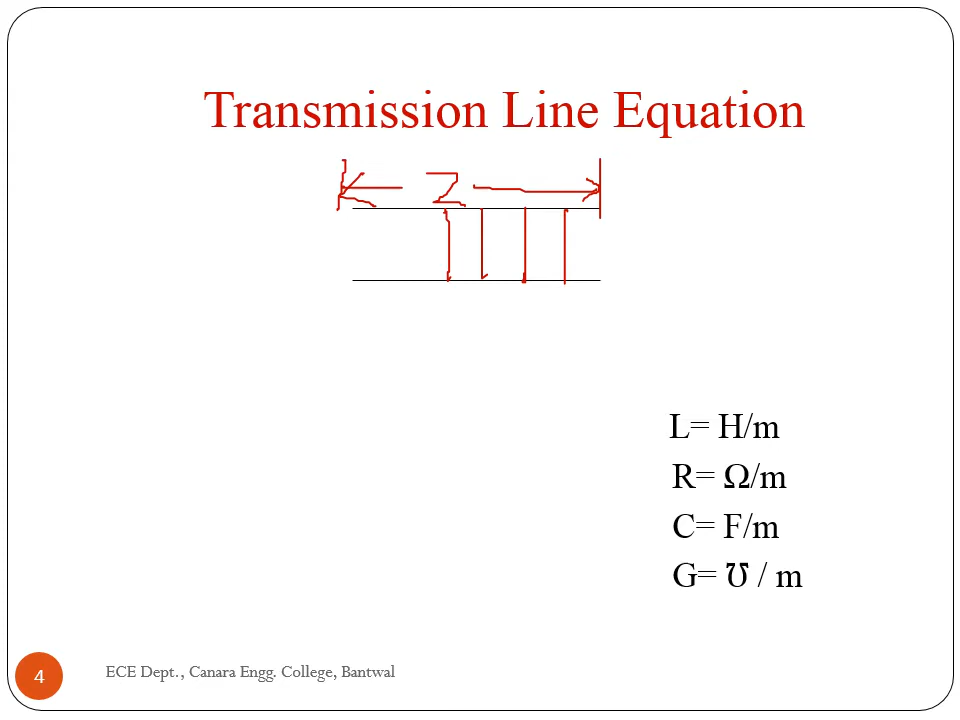 Transmission Line Equation
Z
L= H/m
R= Ω/m
C= F/m
G= ℧ / m
4
ECE Dept., Canara Engg. College, Bantwal